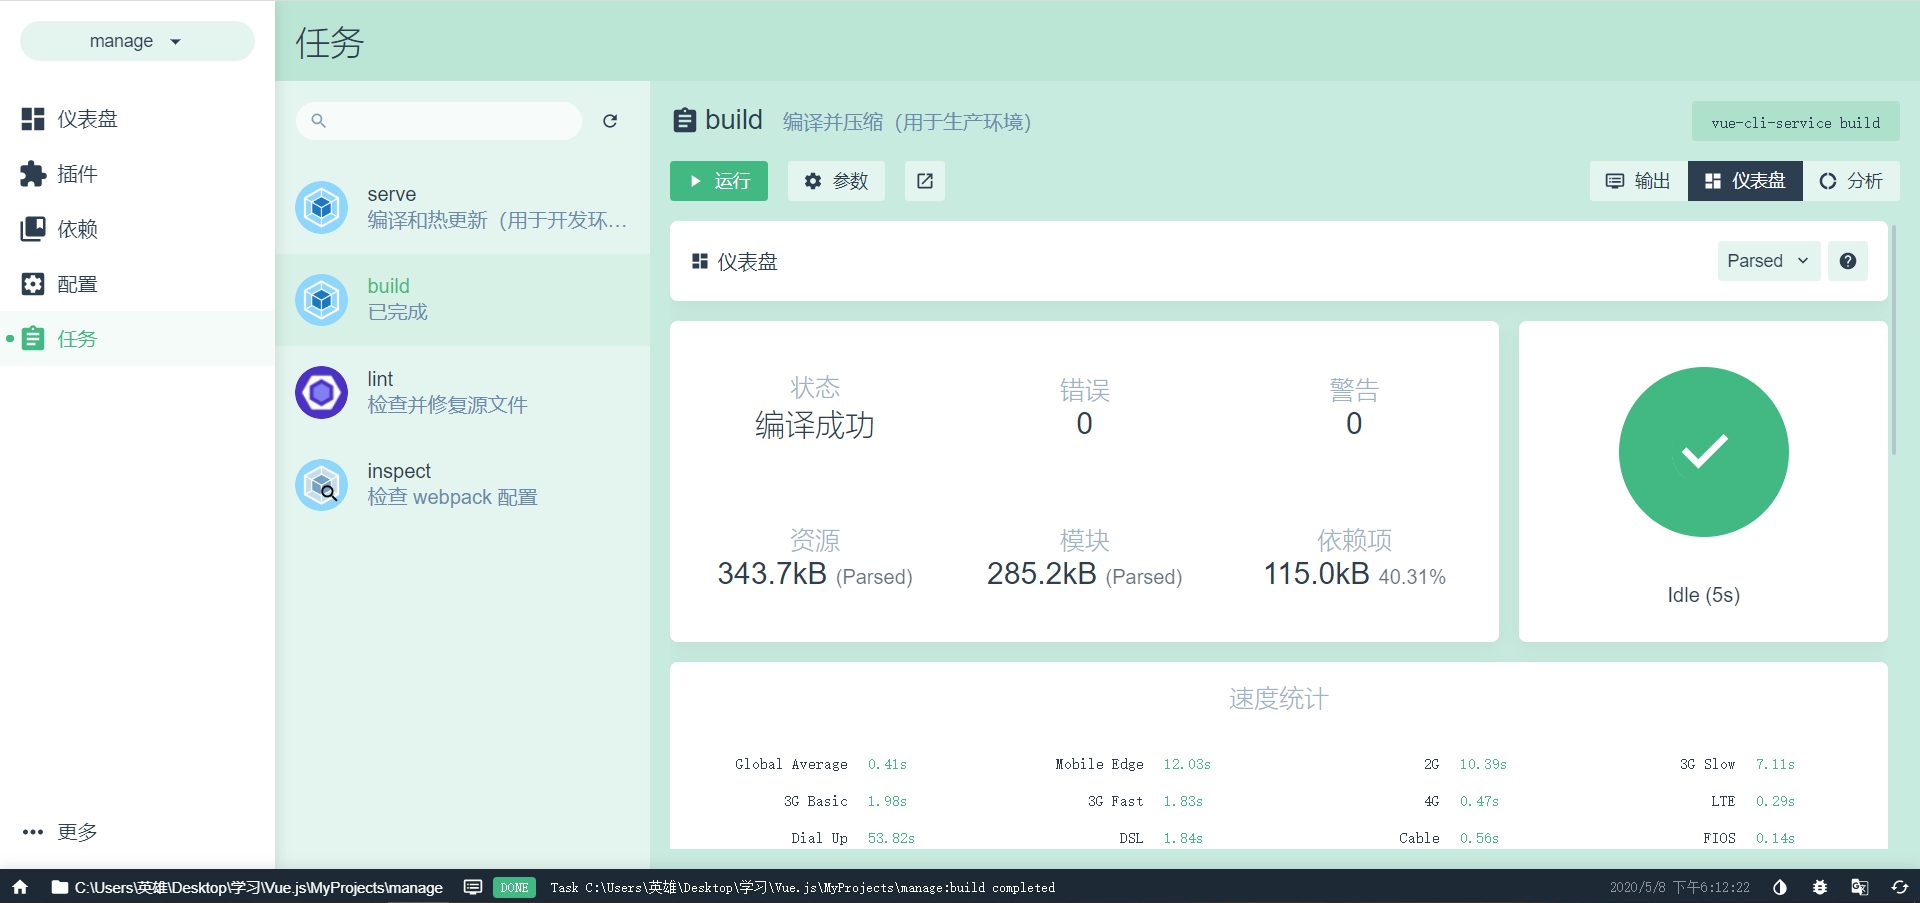 manage
仪表盘
插件
依赖
配置
任务
更多
任务
serve
编译和热更新（用于开发环…
build
已完成
lint
检查并修复源文件
inspect
检查 webpack 配置
build 编译并压缩（用于生产环境）
vue-cli-service build
运行 参数
输出 仪表盘 分析
仪表盘
Parsed
状态 错误 警告
编译成功 0 0
资源 模块 依赖项
343.7kB (Parsed) 285.2kB (Parsed) 115.0kB 40.31%
Idle (5s)
速度统计
Global Average 0.41s Mobile Edge 12.03s 2G 10.39s 3G Slow 7.11s
3G Basic 1.98s 3G Fast 1.83s 4G 0.47s LTE 0.29s
Dial Up 53.82s DSL 1.84s Cable 0.56s FIOS 0.14s
C:\Users\英雄\Desktop\学习\Vue.js\MyProjects\manage DONE Task C:\Users\英雄\Desktop\学习\Vue.js\MyProjects\manage:build completed 2020/5/8 下午6:12:22